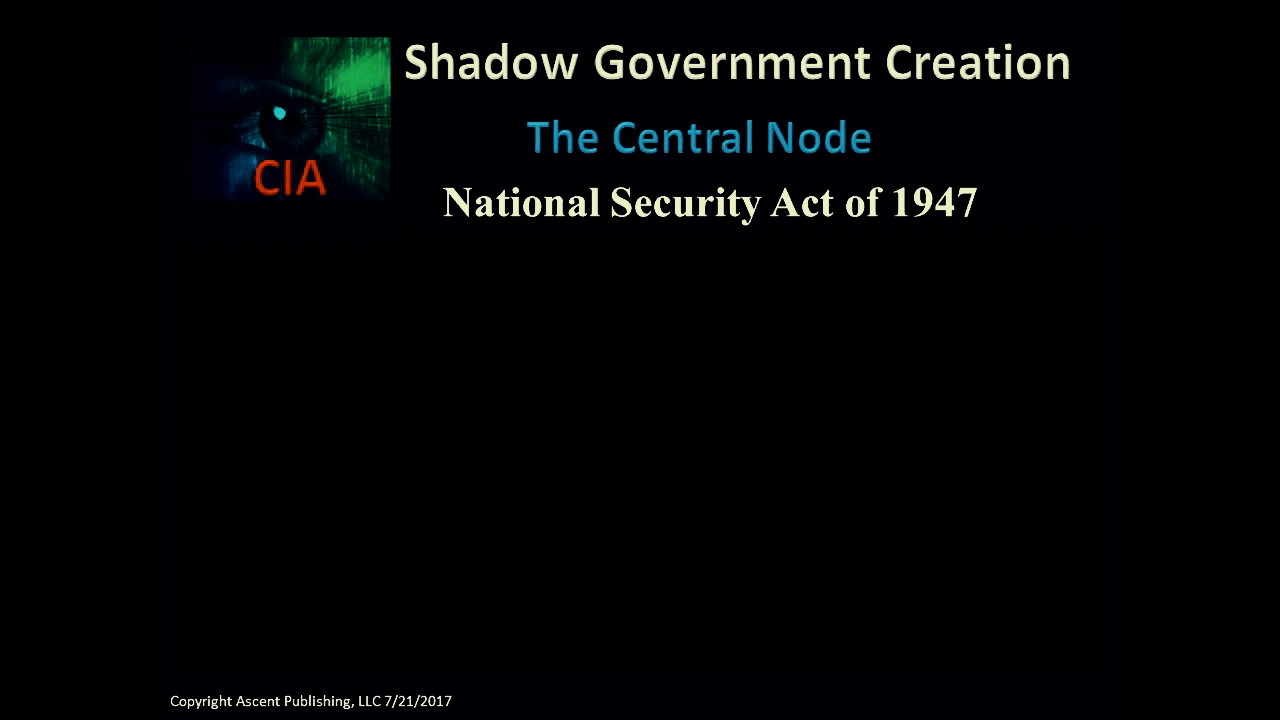 Shadow Government Creation
The Central Node
CIA
National Security Act of 1947
Copyright Ascent Publishing, LLC 7/21/2017